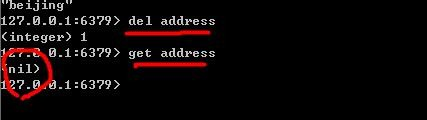 "beijing"
127.0.0.1:6379> del address
(integer) 1
127.0.0.1:6379> get address
(nil)
127.0.0.1:6379>